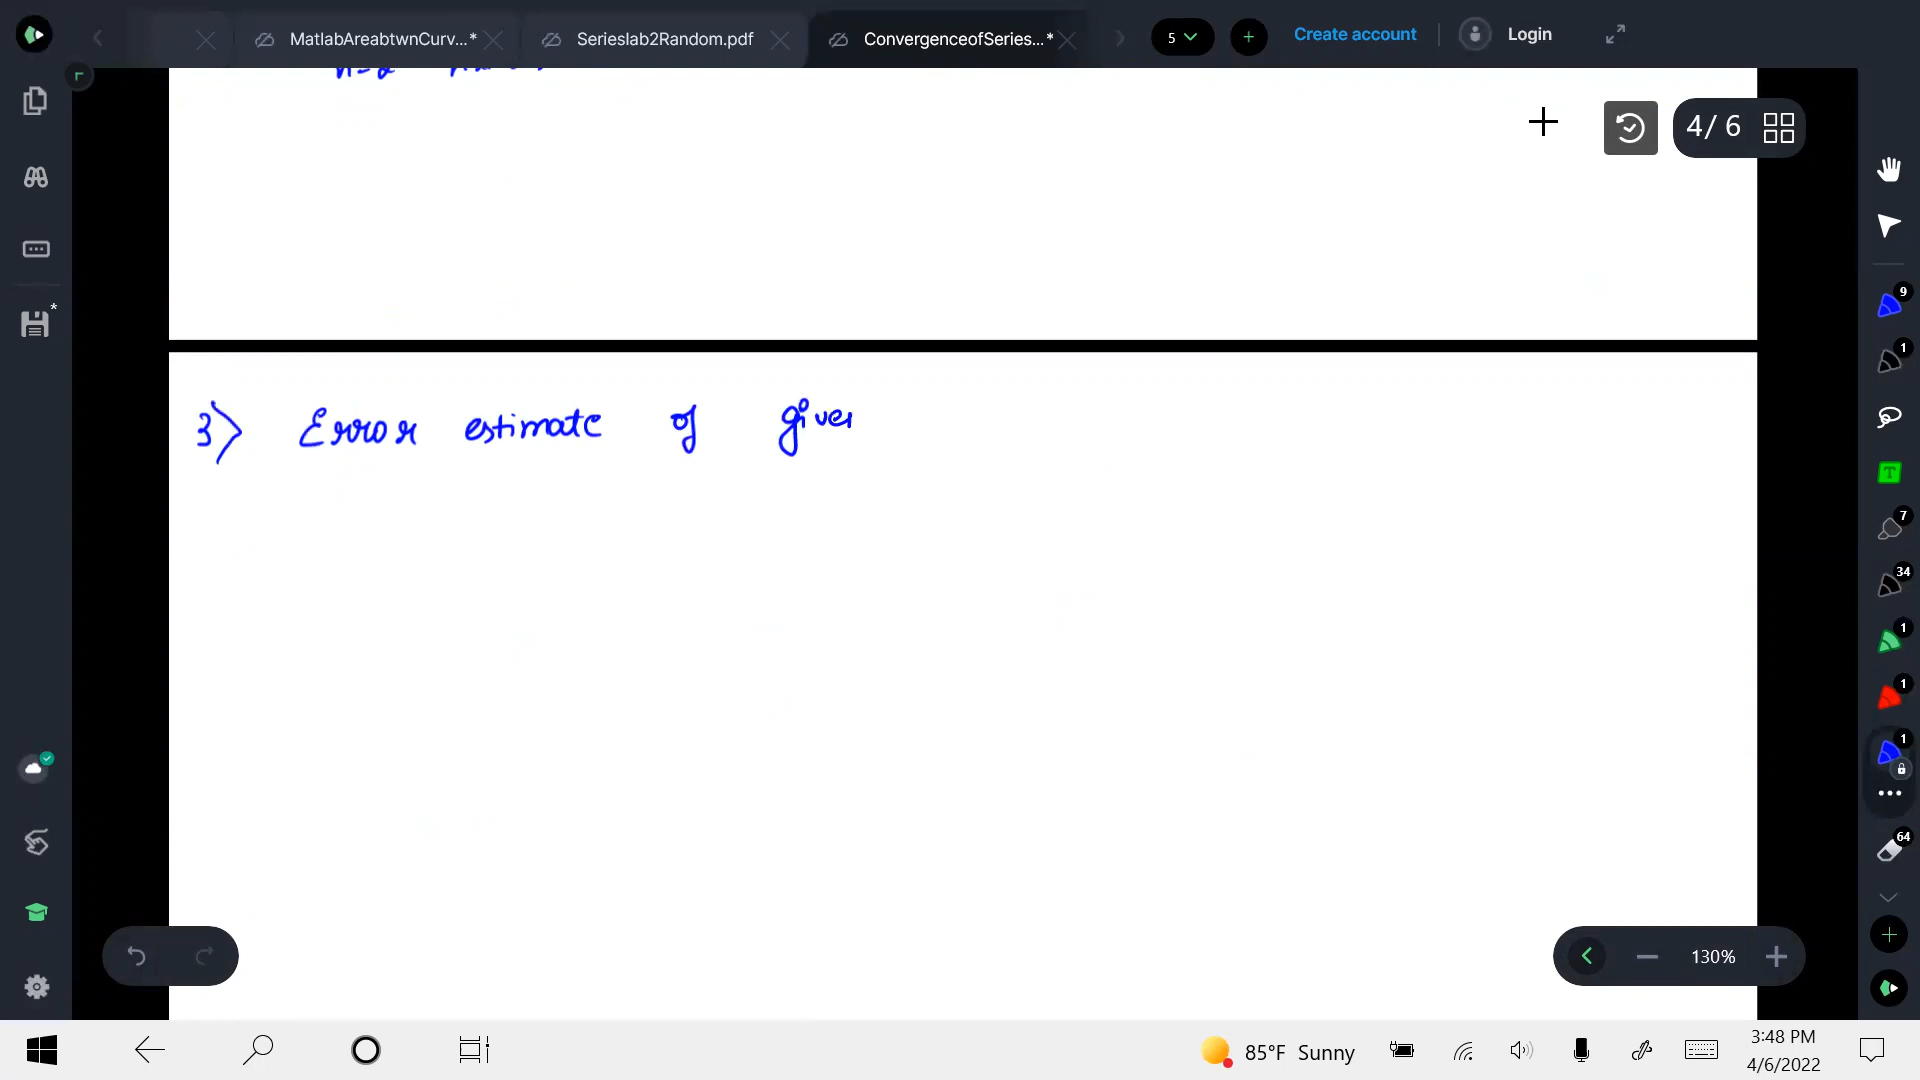 MatlabAreabtwnCurv...*
Serieslab2Random.pdf
ConvergenceofSeries...*
5
Create account
Login
4/ 6
3> Error estimate of given
9
1
T
7
34
1
1
1
64
130%
85°F Sunny
3:48 PM
4/6/2022